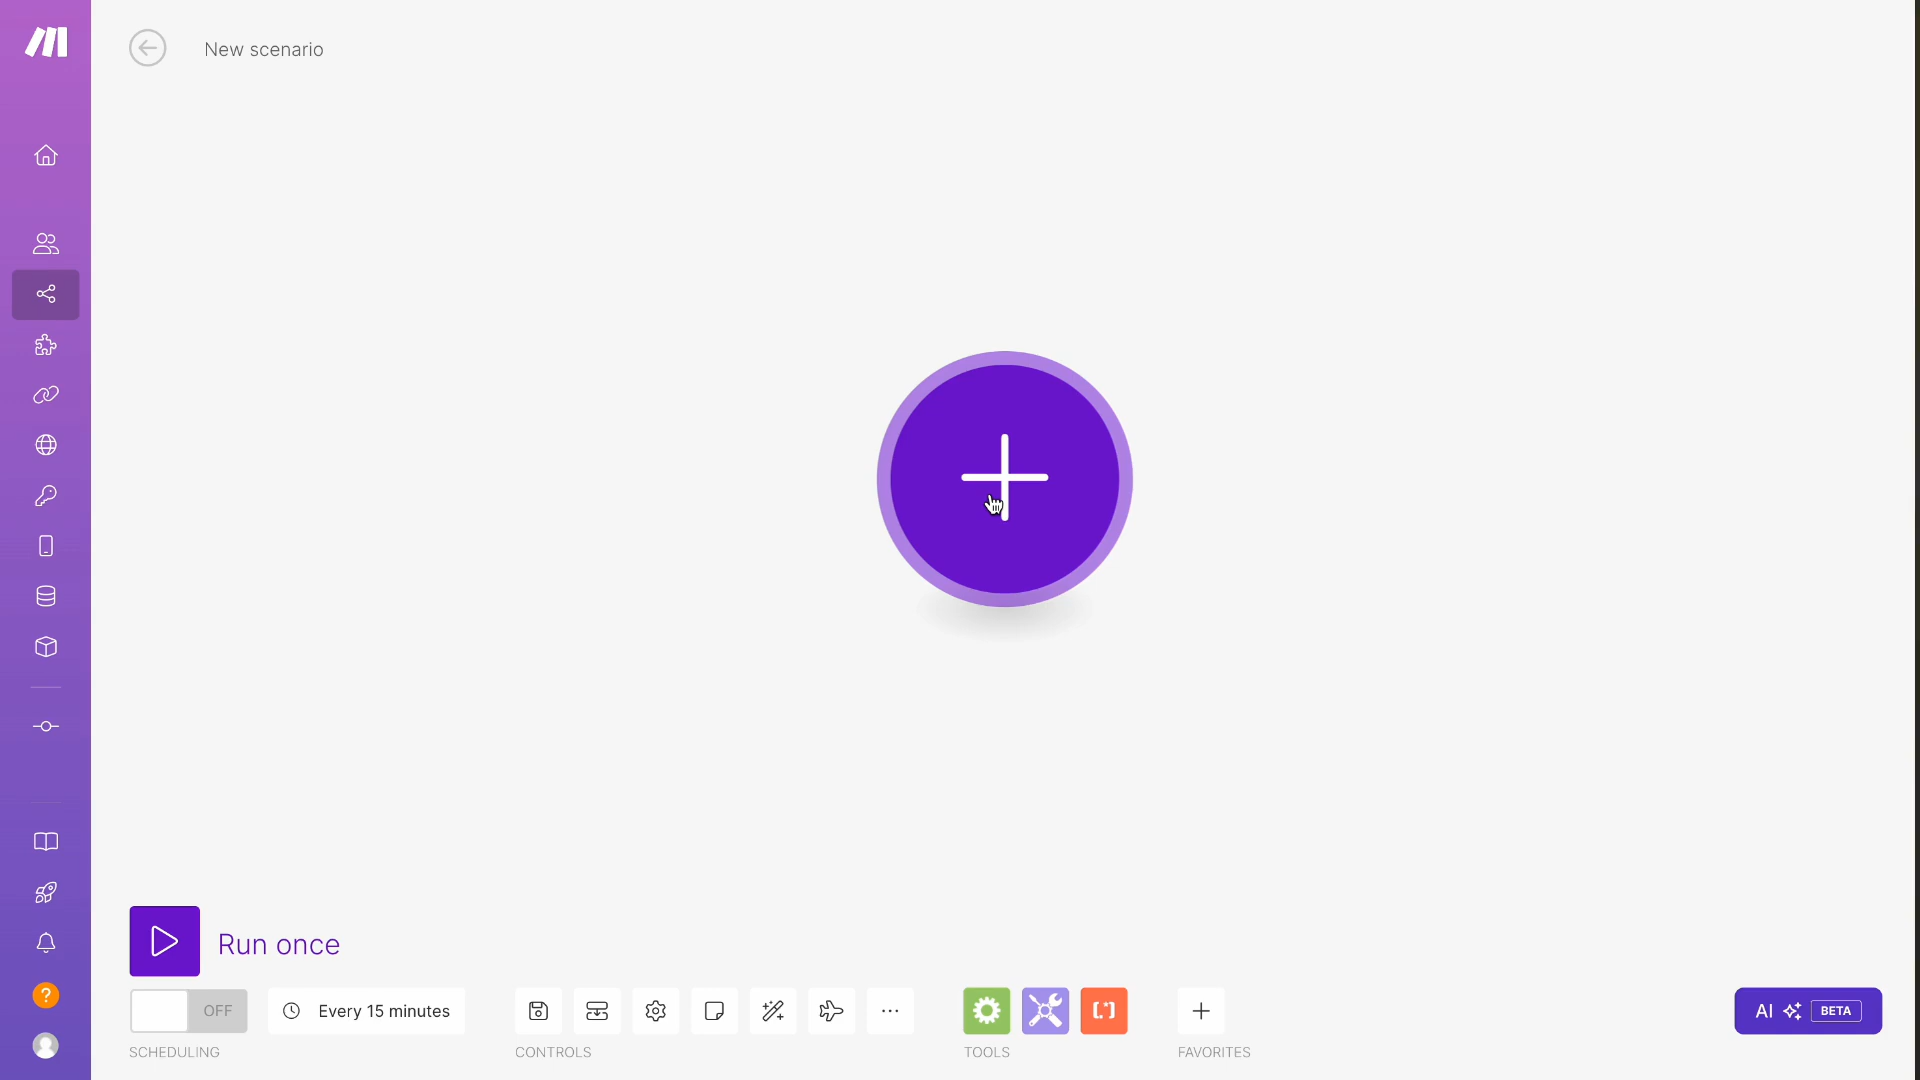 New scenario
Run once
OFF
Every 15 minutes
[.*]
AI BETA
?
SCHEDULING
CONTROLS
TOOLS
FAVORITES